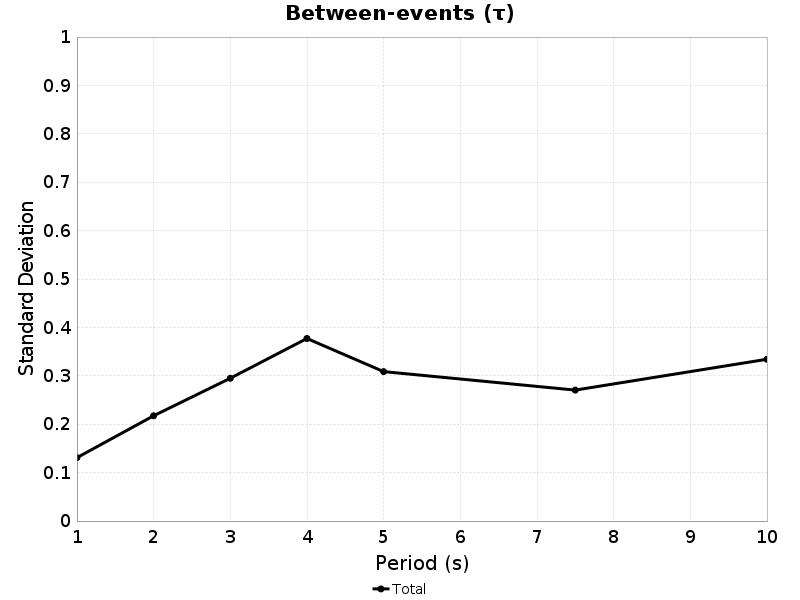 Between-events (τ)
1
0.9
0.8
0.7
0.6
0.5
0.4
0.3
0.2
0.1
0
Standard Deviation
1 2 3 4 5 6 7 8 9 10
Period (s)
Total